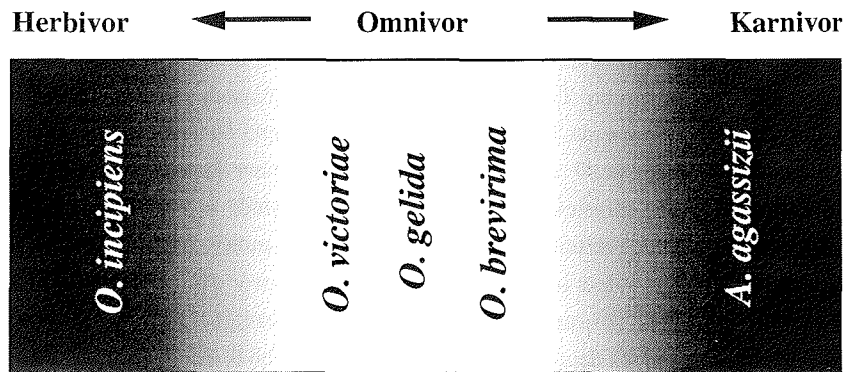 Herbivor Omnivor Karnivor
O. incipiens
O. victoriae
O. gelida
O. brevirima
A. agassizii